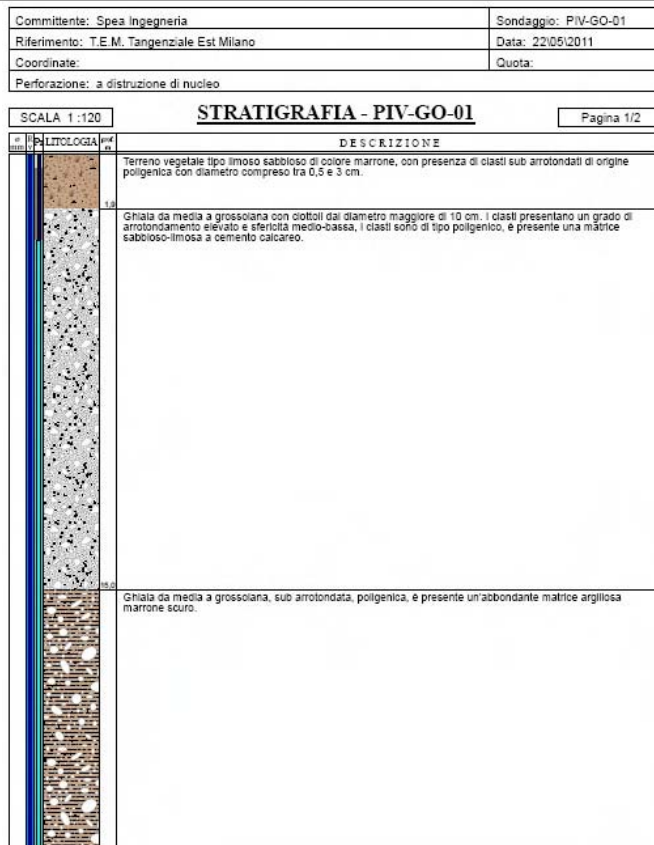 Committente: Spea Ingegneria
Sondaggio: PIV-GO-01
Riferimento: T.E.M. Tangenziale Est Milano
Data: 22\05\2011
Coordinate:
Quota:
Perforazione: a distruzione di nucleo
SCALA 1:120
STRATIGRAFIA - PIV-GO-01
Pagina 1/2
LITOLOGIA
DESCRIZIONE
Terreno vegetale tipo limoso sabbioso di colore marrone, con presenza di clasti sub arrotondati di origine
poligenica con diametro compreso tra 0,5 e 3 cm.
Ghiaia da media a grossolana con ciottoli dal diametro maggiore di 10 cm. I clasti presentano un grado di
arrotondamento elevato e sfericità medio-bassa, i clasti sono di tipo poligenico, è presente una matrice
sabbioso-limosa a cemento calcareo.
15,0
Ghiaia da media a grossolana, sub arrotondata, poligenica, è presente un'abbondante matrice argillosa
marrone scuro.